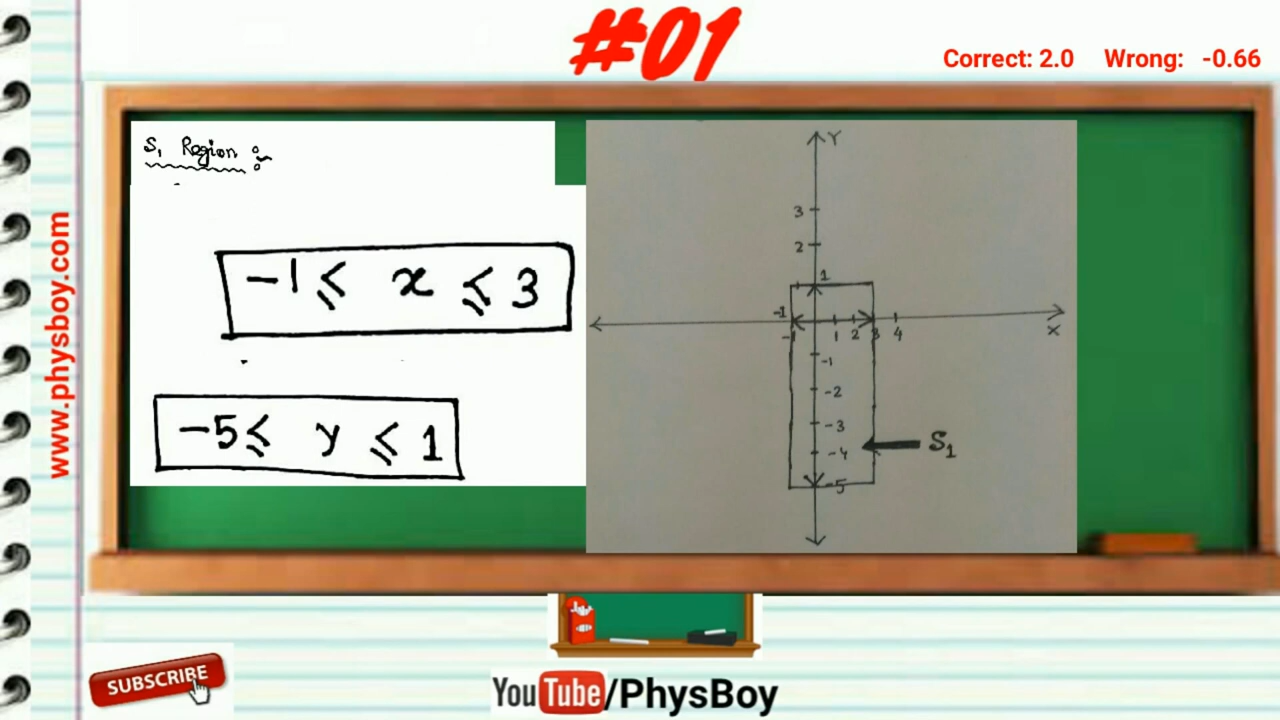 #01
Correct: 2.0 Wrong: -0.66
www.physboy.com
S₁ Region :-
-1 ≤ x ≤ 3
-5 ≤ y ≤ 1
Y
3
2
1
-1
-1 1 2 3 4
X
-1
-2
-3
-4
S₁
-5
SUBSCRIBE
YouTube/PhysBoy